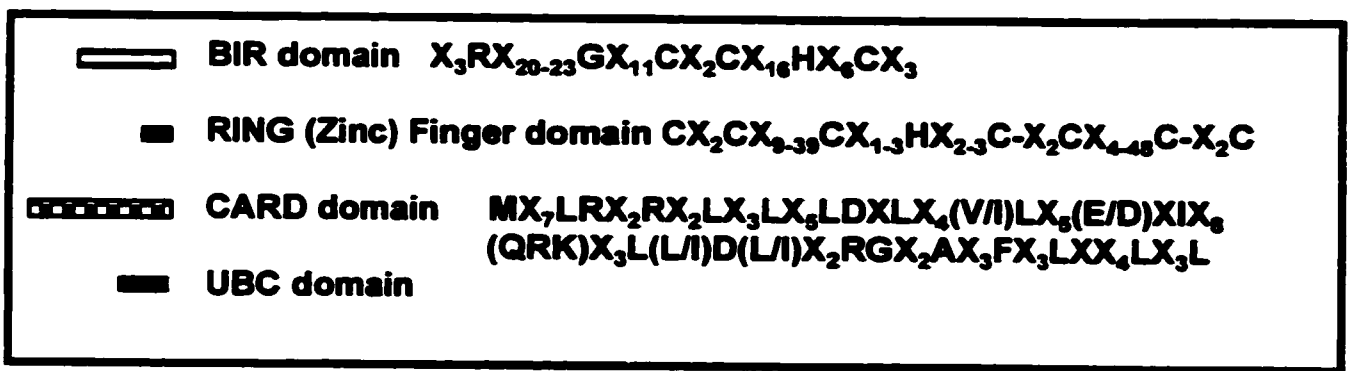 BIR domain X₃RX₂₀₋₂₃GX₁₁CX₂CX₁₆HX₆CX₃
RING (Zinc) Finger domain CX₂CX₉₋₃₉CX₁₋₃HX₂₋₃C-X₂CX₄₋₄₈C-X₂C
CARD domain MX₇LRX₂RX₂LX₃LX₅LDXLX₄(V/I)LX₅(E/D)XIX₈
(QRK)X₃L(L/I)D(L/I)X₂RGX₂AX₃FX₃LXX₄LX₃L
UBC domain